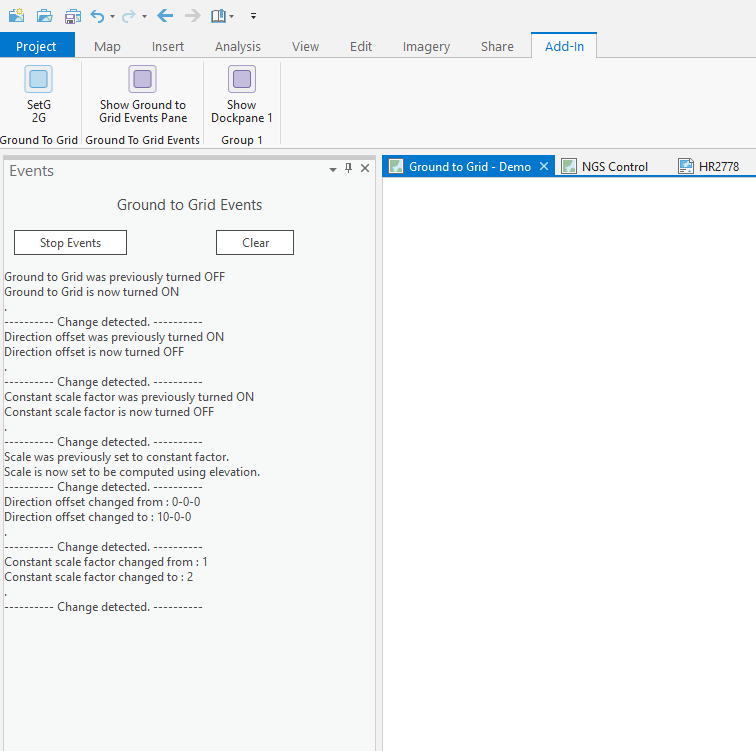 Project Map Insert Analysis View Edit Imagery Share Add-In
SetG
2G
Show Ground to
Grid Events Pane
Show
Dockpane 1
Ground To Grid Ground To Grid Events Group 1
Events
Ground to Grid - Demo NGS Control HR2778
Ground to Grid Events
Stop Events Clear
Ground to Grid was previously turned OFF
Ground to Grid is now turned ON
.
---------- Change detected. ----------
Direction offset was previously turned ON
Direction offset is now turned OFF
.
---------- Change detected. ----------
Constant scale factor was previously turned ON
Constant scale factor is now turned OFF
.
---------- Change detected. ----------
Scale was previously set to constant factor.
Scale is now set to be computed using elevation.
---------- Change detected. ----------
Direction offset changed from : 0-0-0
Direction offset changed to : 10-0-0
.
---------- Change detected. ----------
Constant scale factor changed from : 1
Constant scale factor changed to : 2
.
---------- Change detected. ----------